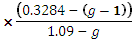 ×(0.3284 − (g − 1))
1.09 − g